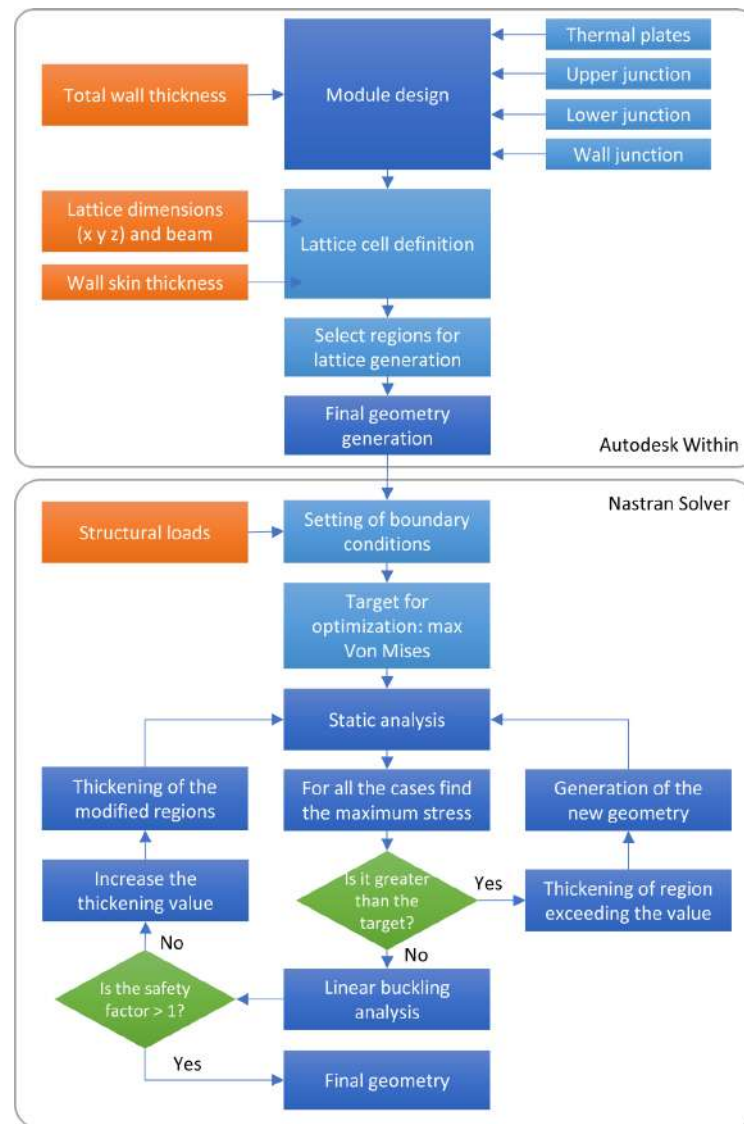 Thermal plates
Total wall thickness
Module design
Upper junction
Lower junction
Wall junction
Lattice dimensions
(x y z) and beam
Wall skin thickness
Lattice cell definition
Select regions for
lattice generation
Final geometry
generation
Autodesk Within
Nastran Solver
Structural loads
Setting of boundary
conditions
Target for
optimization: max
Von Mises
Static analysis
Thickening of the
modified regions
For all the cases find
the maximum stress
Generation of the
new geometry
Increase the
thickening value
Is it greater
than the
target?
Yes
Thickening of region
exceeding the value
No
No
Is the safety
factor > 1?
Linear buckling
analysis
Yes
Final geometry